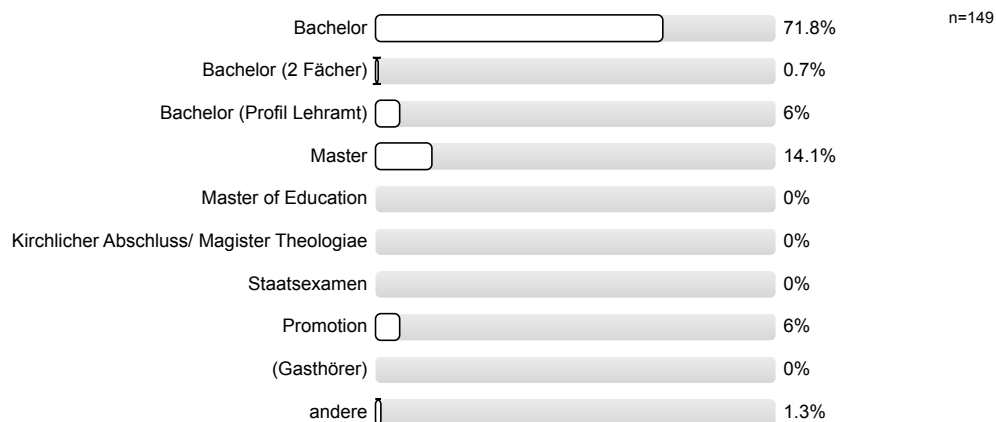 Bachelor 71.8% n=149
Bachelor (2 Fächer) 0.7%
Bachelor (Profil Lehramt) 6%
Master 14.1%
Master of Education 0%
Kirchlicher Abschluss/ Magister Theologiae 0%
Staatsexamen 0%
Promotion 6%
(Gasthörer) 0%
andere 1.3%